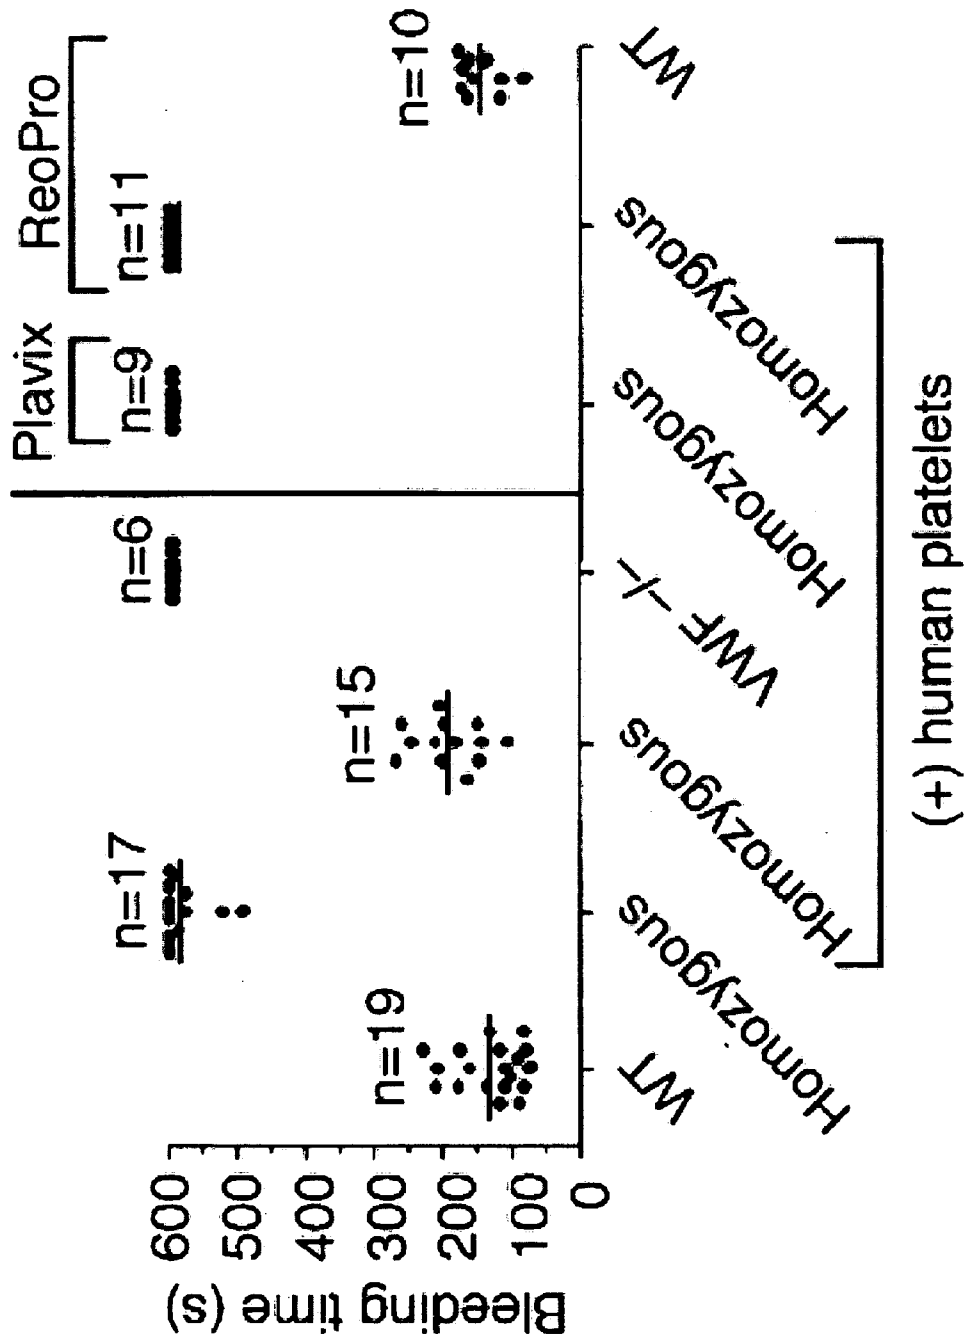 Plavix
ReoPro
n=19
n=17
n=15
n=6
n=9
n=11
n=10
Bleeding time (s)
600
500
400
300
200
100
0
WT
Homozygous
Homozygous
VWF –/–
Homozygous
Homozygous
WT
(+) human platelets